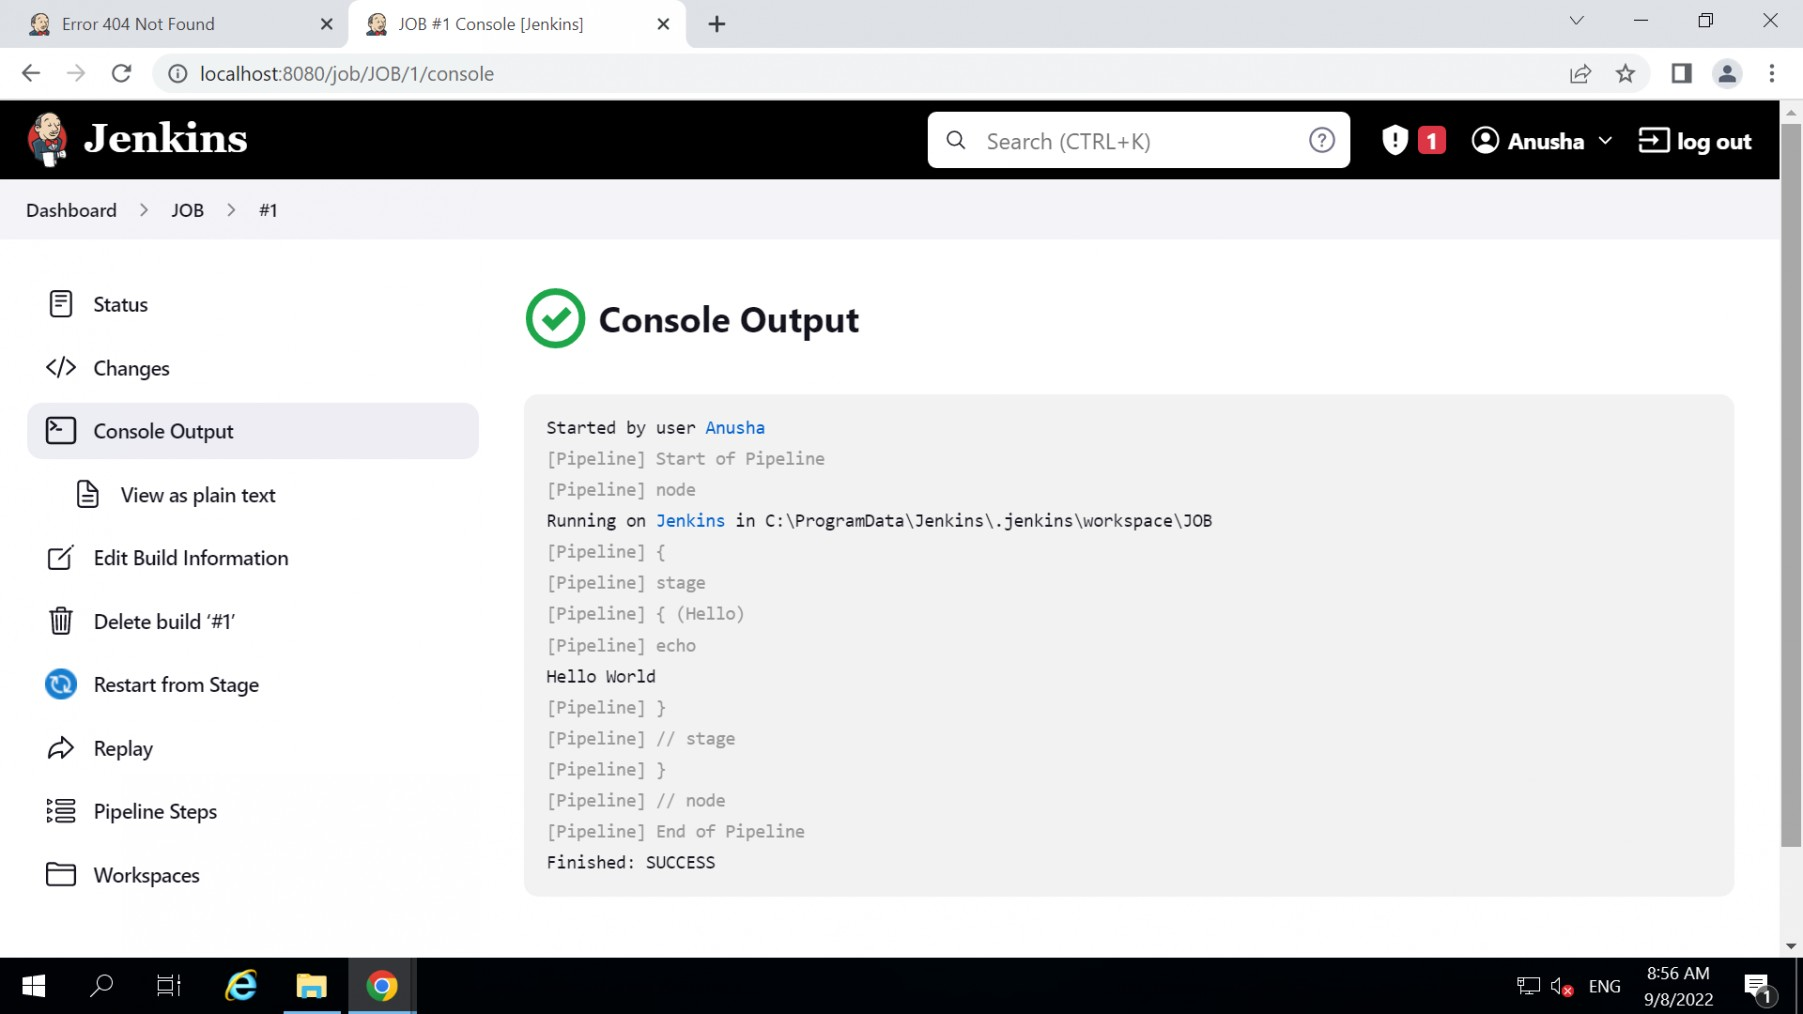 Error 404 Not Found
JOB #1 Console [Jenkins]
localhost:8080/job/JOB/1/console
Jenkins
Search (CTRL+K)
1
Anusha
log out
Dashboard
JOB
#1
Status
Changes
Console Output
View as plain text
Edit Build Information
Delete build ‘#1’
Restart from Stage
Replay
Pipeline Steps
Workspaces
Console Output
Started by user Anusha
[Pipeline] Start of Pipeline
[Pipeline] node
Running on Jenkins in C:\ProgramData\Jenkins\.jenkins\workspace\JOB
[Pipeline] {
[Pipeline] stage
[Pipeline] { (Hello)
[Pipeline] echo
Hello World
[Pipeline] }
[Pipeline] // stage
[Pipeline] }
[Pipeline] // node
[Pipeline] End of Pipeline
Finished: SUCCESS
ENG
8:56 AM
9/8/2022
1